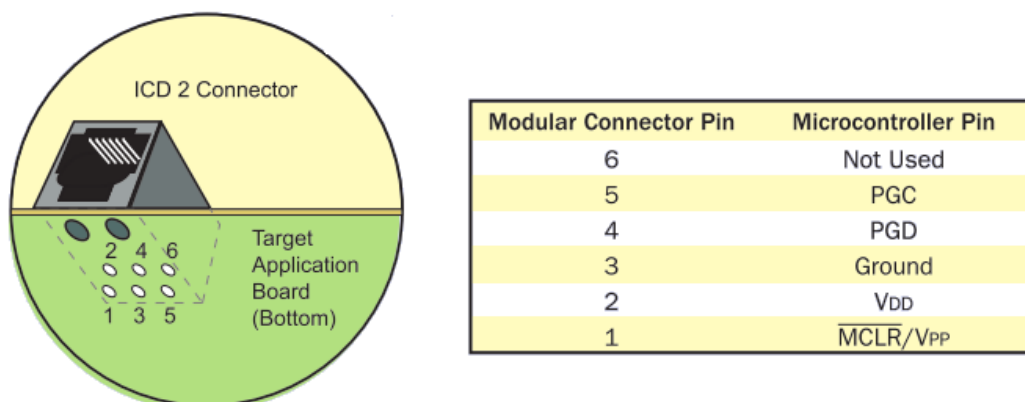 ICD 2 Connector
2 4 6
1 3 5
Target
Application
Board
(Bottom)
Modular Connector Pin Microcontroller Pin
6 Not Used
5 PGC
4 PGD
3 Ground
2 VDD
1 M̅C̅L̅R̅/VPP